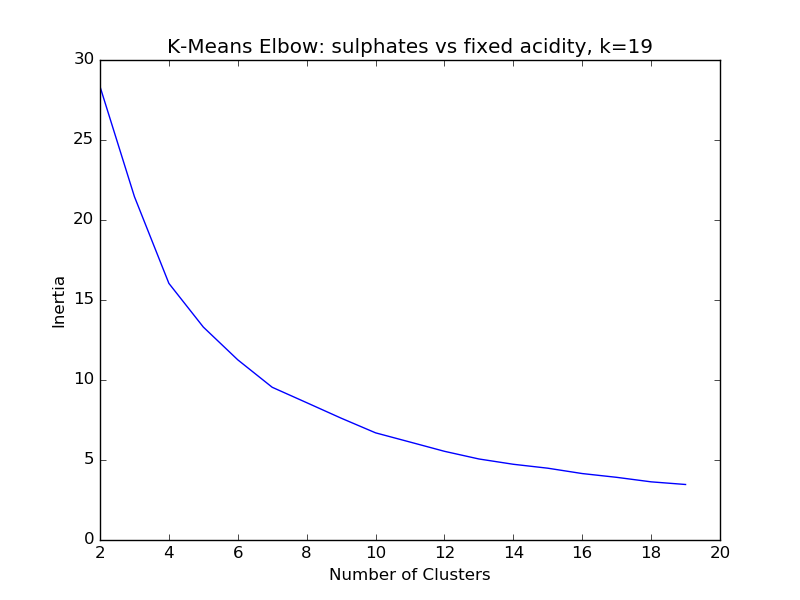 K-Means Elbow: sulphates vs fixed acidity, k=19
30
25
20
15
10
5
0
Inertia
2 4 6 8 10 12 14 16 18 20
Number of Clusters